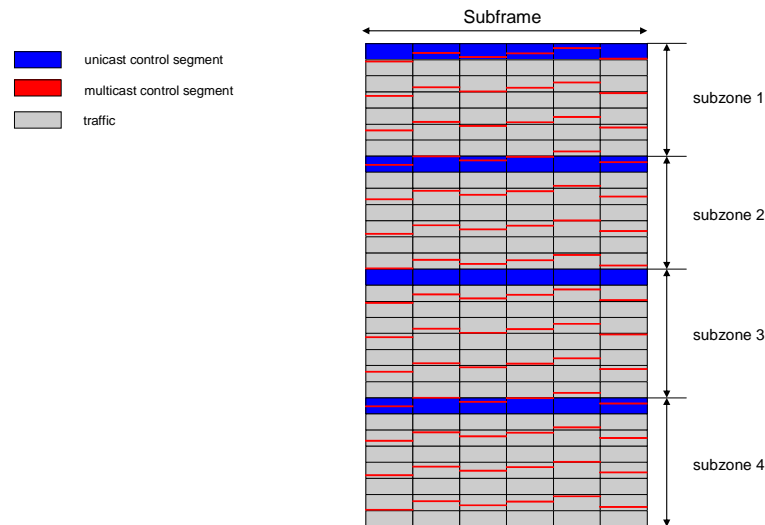 Subframe
unicast control segment
multicast control segment
traffic
subzone 1
subzone 2
subzone 3
subzone 4